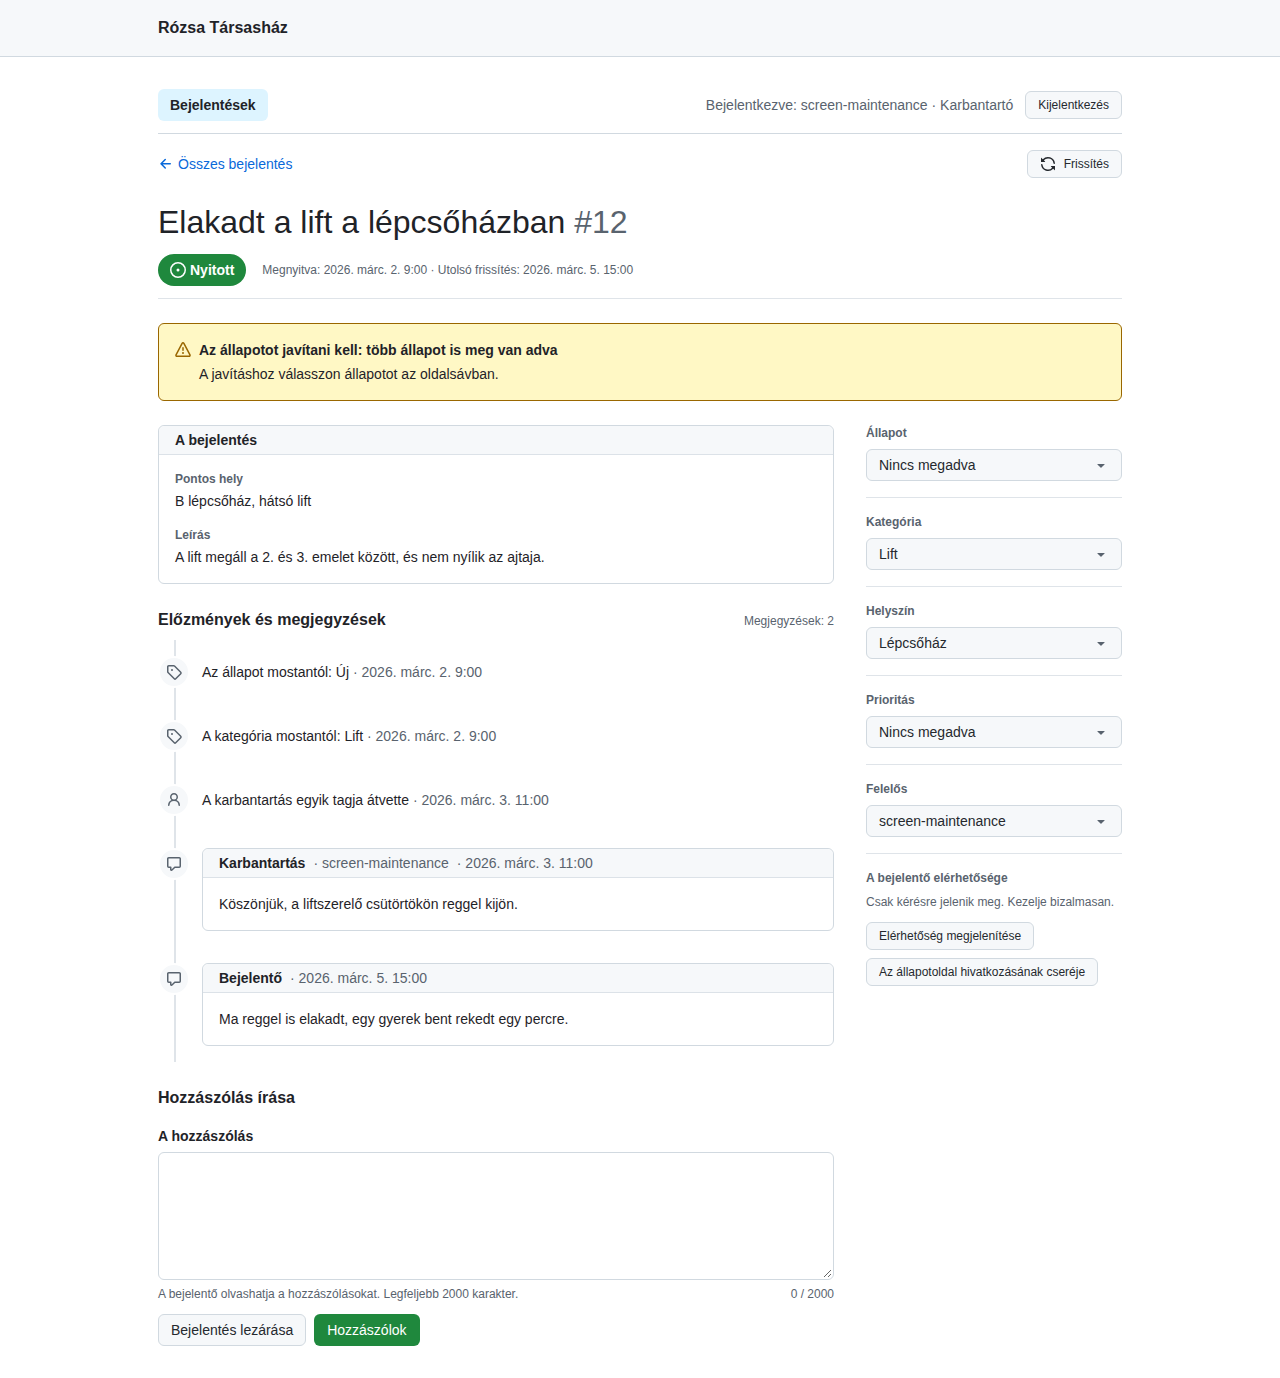 Rózsa Társasház
Bejelentések
Bejelentkezve: screen-maintenance · Karbantartó
Kijelentkezés
Összes bejelentés
Frissítés
Elakadt a lift a lépcsőházban #12
Nyitott
Megnyitva: 2026. márc. 2. 9:00 · Utolsó frissítés: 2026. márc. 5. 15:00
Az állapotot javítani kell: több állapot is meg van adva
A javításhoz válasszon állapotot az oldalsávban.
A bejelentés
Pontos hely
B lépcsőház, hátsó lift
Leírás
A lift megáll a 2. és 3. emelet között, és nem nyílik az ajtaja.
Előzmények és megjegyzések
Megjegyzések: 2
Az állapot mostantól: Új · 2026. márc. 2. 9:00
A kategória mostantól: Lift · 2026. márc. 2. 9:00
A karbantartás egyik tagja átvette · 2026. márc. 3. 11:00
Karbantartás · screen-maintenance · 2026. márc. 3. 11:00
Köszönjük, a liftszerelő csütörtökön reggel kijön.
Bejelentő · 2026. márc. 5. 15:00
Ma reggel is elakadt, egy gyerek bent rekedt egy percre.
Hozzászólás írása
A hozzászólás
A bejelentő olvashatja a hozzászólásokat. Legfeljebb 2000 karakter.
0 / 2000
Bejelentés lezárása
Hozzászólok
Állapot
Nincs megadva
Kategória
Lift
Helyszín
Lépcsőház
Prioritás
Nincs megadva
Felelős
screen-maintenance
A bejelentő elérhetősége
Csak kérésre jelenik meg. Kezelje bizalmasan.
Elérhetőség megjelenítése
Az állapotoldal hivatkozásának cseréje